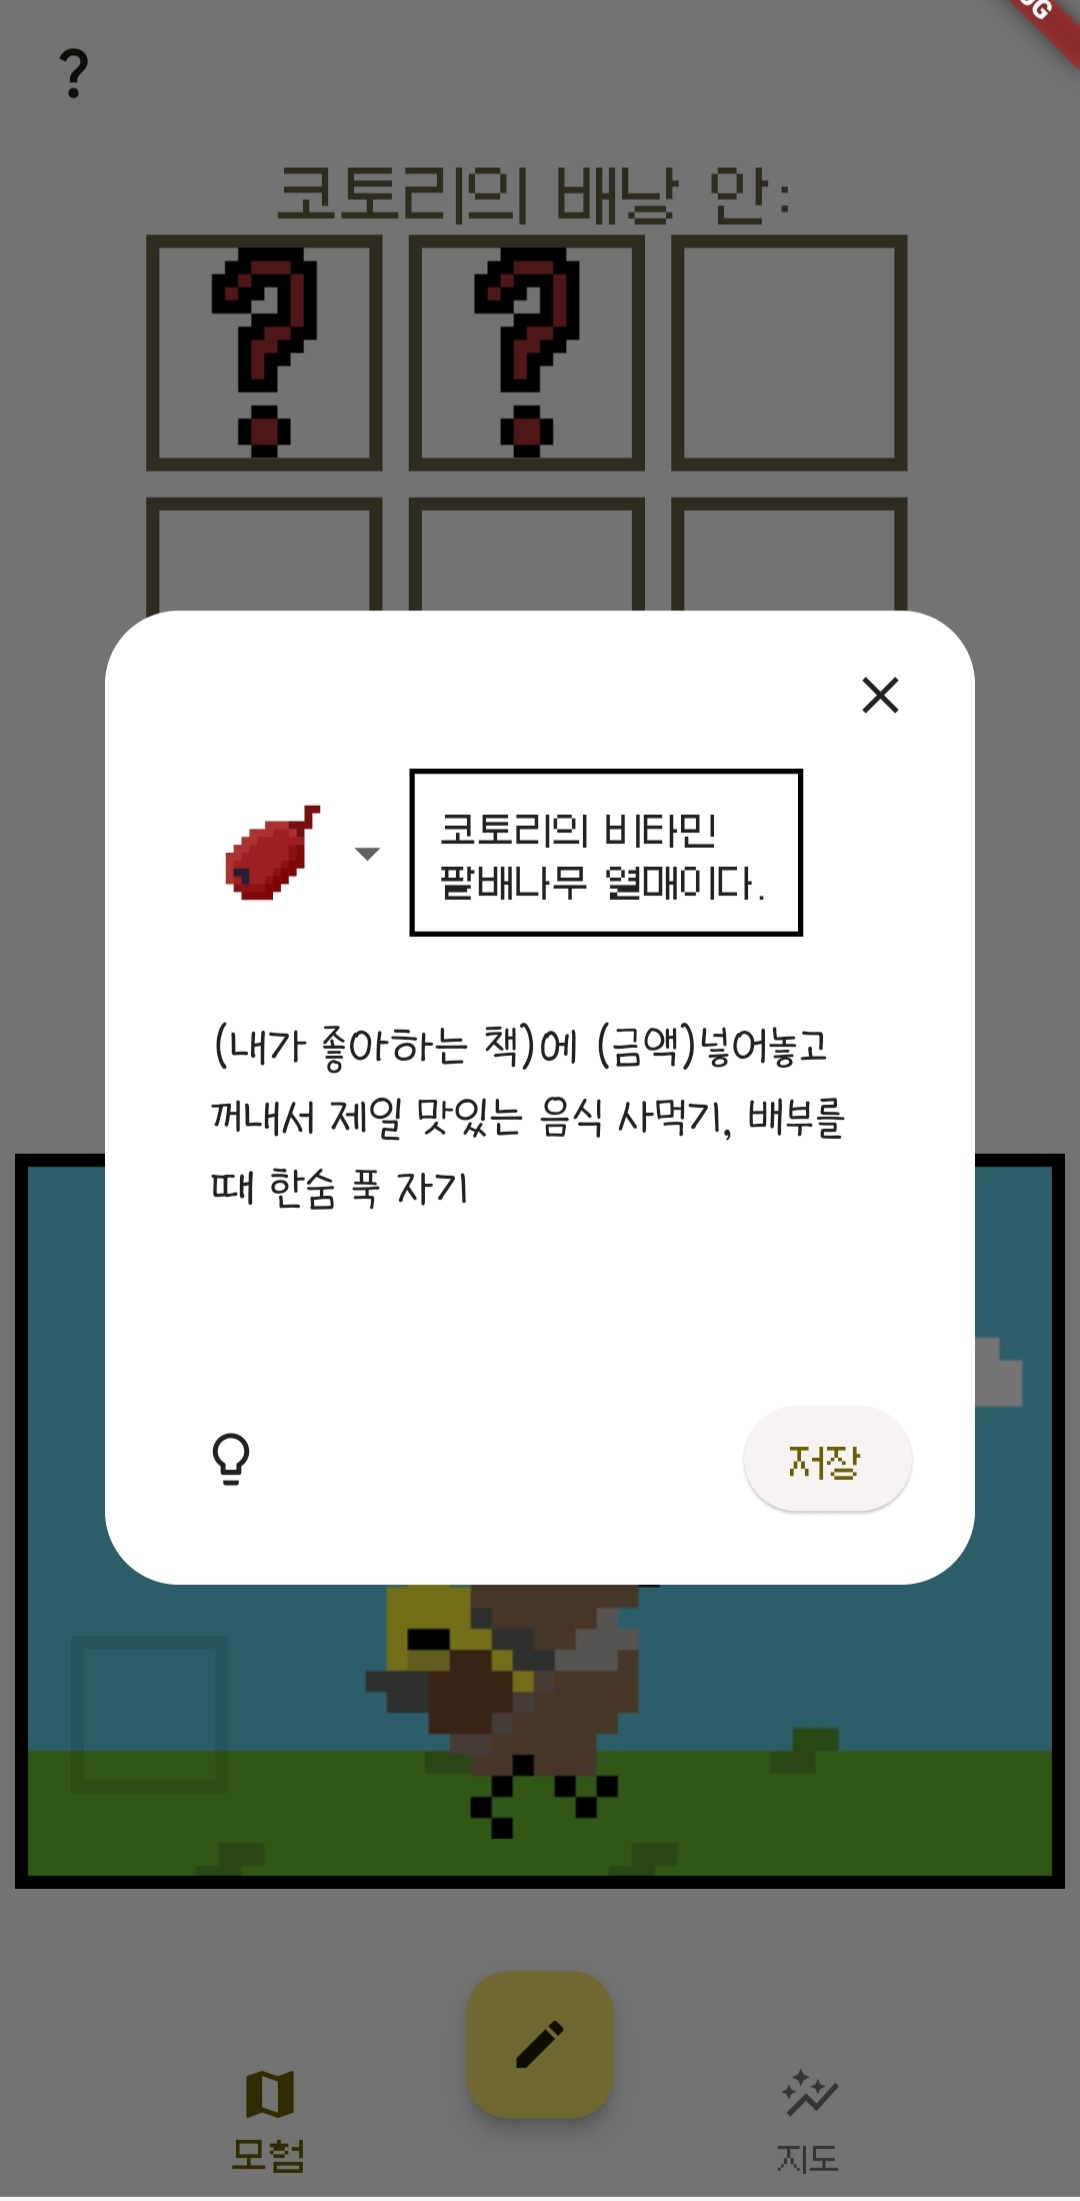 ?
코토리의 배낭 안:
코토리의 비타민
팥배나무 열매이다.
(내가 좋아하는 책)에 (금액)넣어놓고
꺼내서 제일 맛있는 음식 사먹기, 배부를
때 한숨 푹 자기
저장
모험
지도